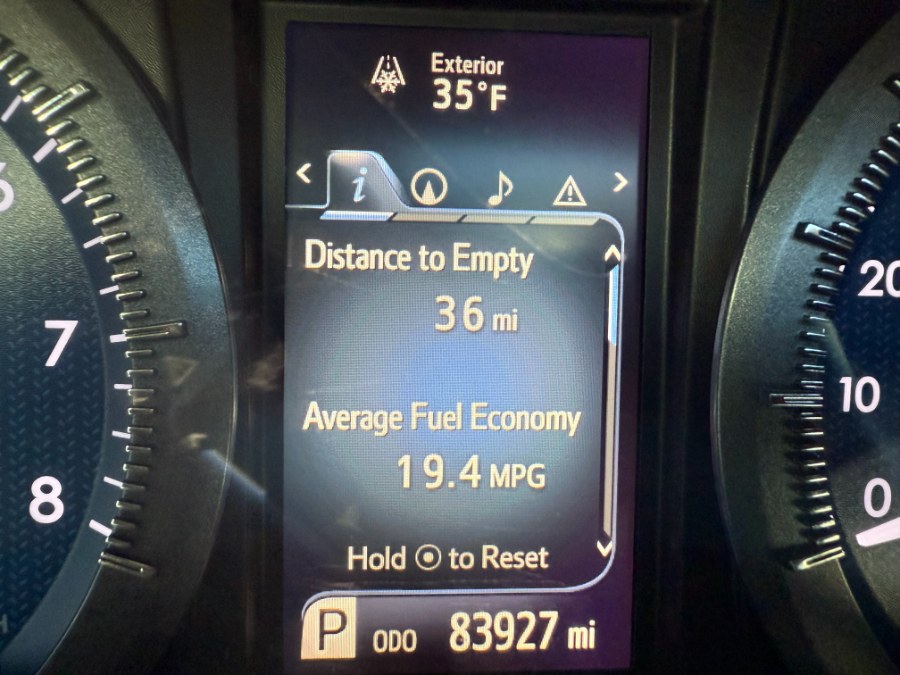 Exterior
35°F
i
Distance to Empty
36 mi
Average Fuel Economy
19.4 MPG
Hold ⊙ to Reset
P ODO 83927 mi
6
7
8
20
10
0